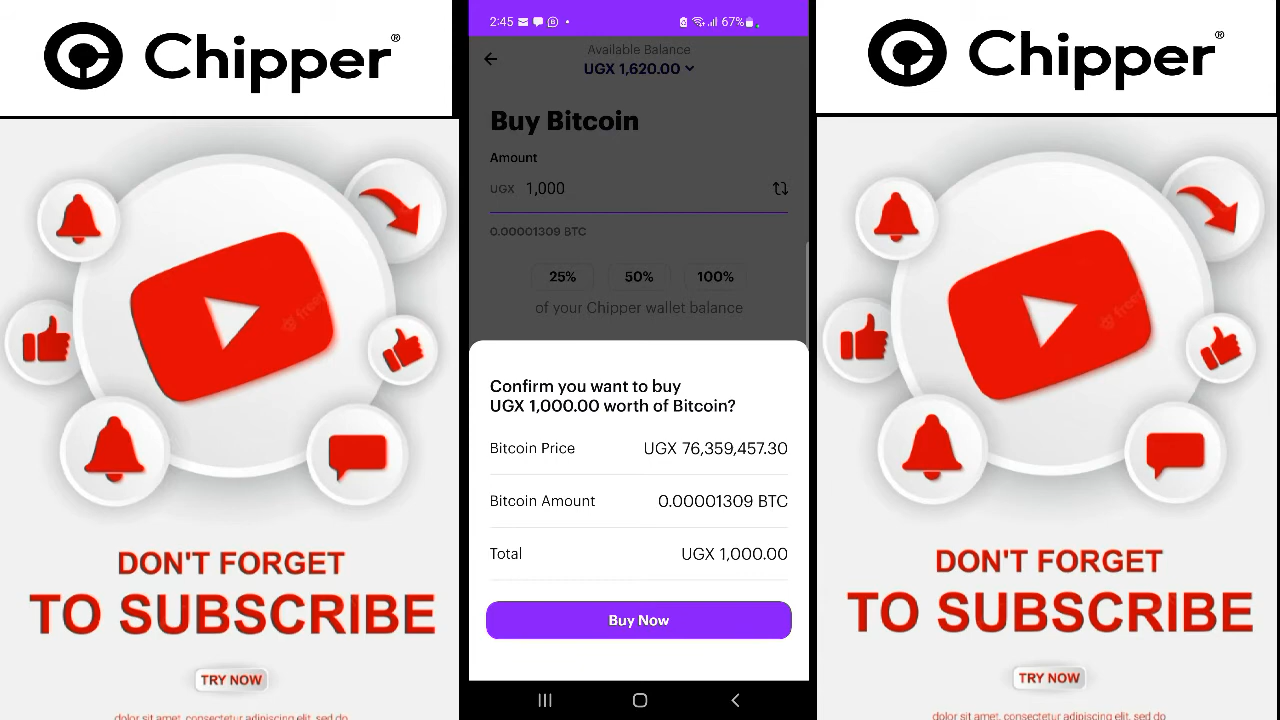 Chipper®
DON'T FORGET
TO SUBSCRIBE
TRY NOW
dolor sit amet, consectetur adipiscing elit, sed do
2:45
67%
Available Balance
UGX 1,620.00
Buy Bitcoin
Amount
UGX 1,000
0.00001309 BTC
25% 50% 100%
of your Chipper wallet balance
Confirm you want to buy
UGX 1,000.00 worth of Bitcoin?
Bitcoin Price UGX 76,359,457.30
Bitcoin Amount 0.00001309 BTC
Total UGX 1,000.00
Buy Now
Chipper®
DON'T FORGET
TO SUBSCRIBE
TRY NOW
dolor sit amet, consectetur adipiscing elit, sed do